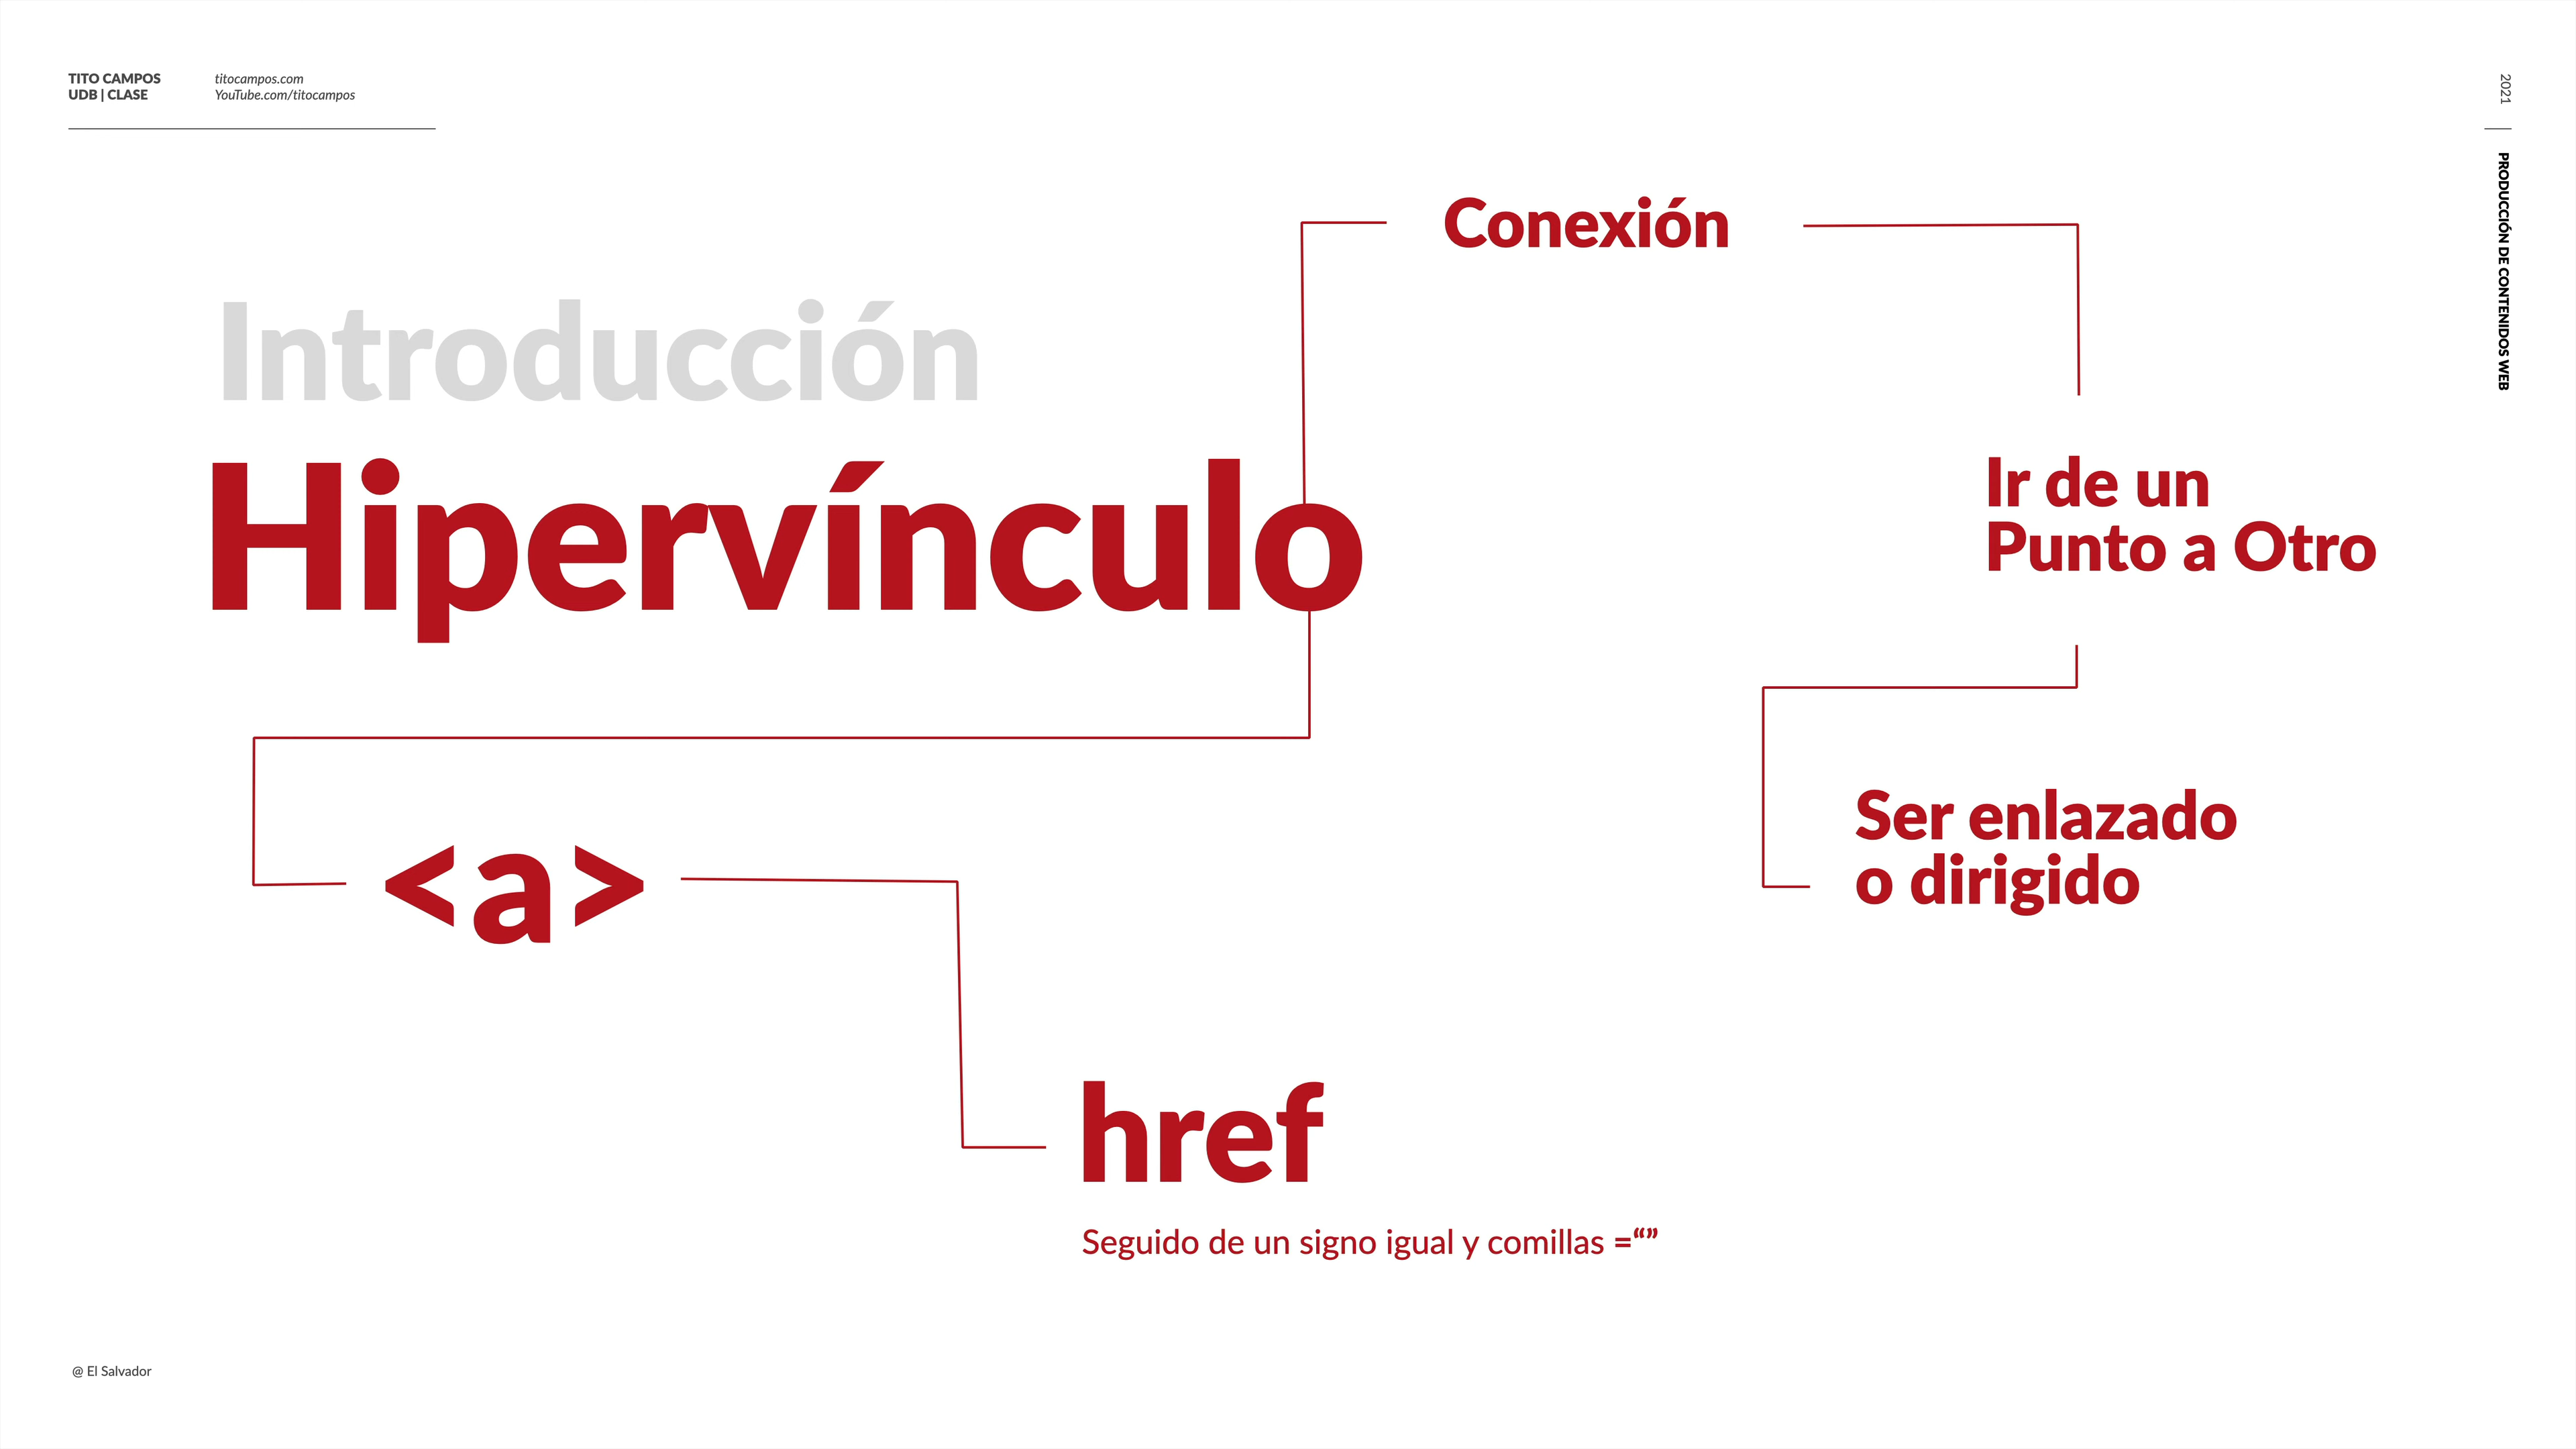 TITO CAMPOS
UDB | CLASE
titocampos.com
YouTube.com/titocampos
2021
PRODUCCIÓN DE CONTENIDOS WEB
Introducción
Hipervínculo
Conexión
Ir de un
Punto a Otro
Ser enlazado
o dirigido
<a>
href
Seguido de un signo igual y comillas =“”
@ El Salvador